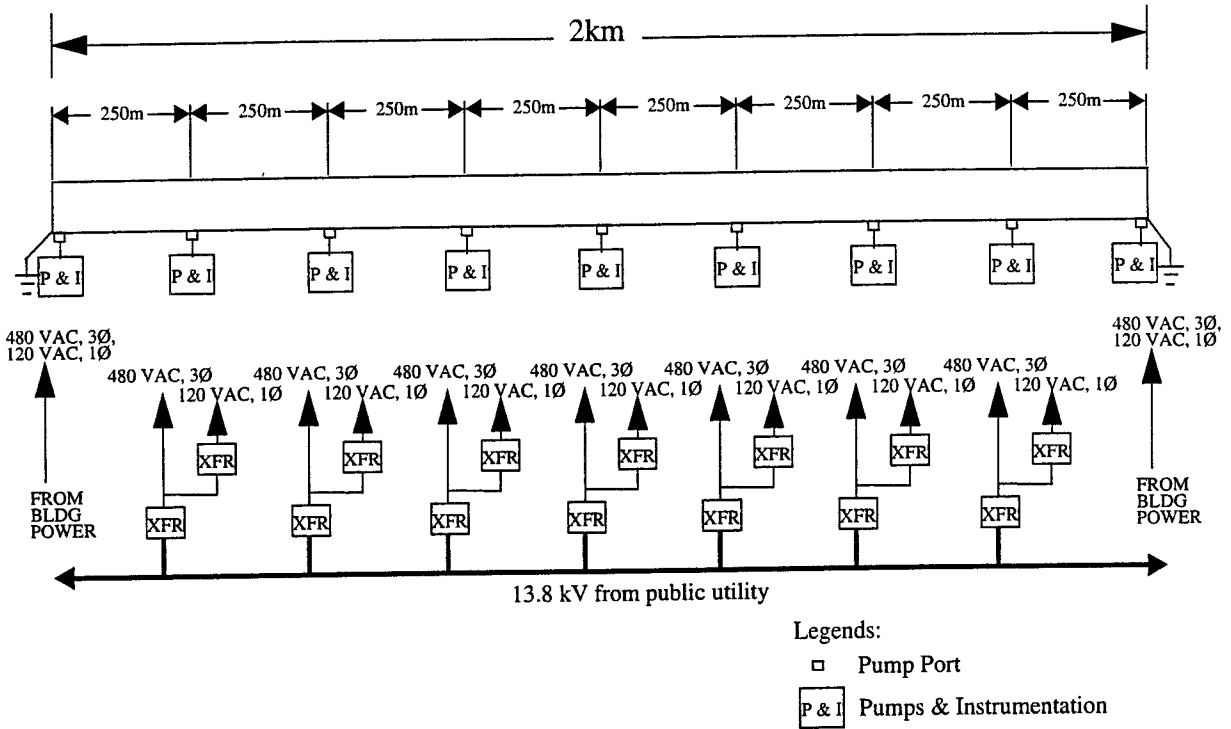 2km
250m 250m 250m 250m 250m 250m 250m 250m
P & I P & I P & I P & I P & I P & I P & I P & I P & I
480 VAC, 3Ø,
120 VAC, 1Ø
480 VAC, 3Ø,
120 VAC, 1Ø
480 VAC, 3Ø 480 VAC, 3Ø 480 VAC, 3Ø 480 VAC, 3Ø 480 VAC, 3Ø 480 VAC, 3Ø 480 VAC, 3Ø
120 VAC, 1Ø 120 VAC, 1Ø 120 VAC, 1Ø 120 VAC, 1Ø 120 VAC, 1Ø 120 VAC, 1Ø 120 VAC, 1Ø
XFR XFR XFR XFR XFR XFR XFR
FROM
BLDG
POWER
FROM
BLDG
POWER
XFR XFR XFR XFR XFR XFR XFR
13.8 kV from public utility
Legends:
Pump Port
P & I Pumps & Instrumentation